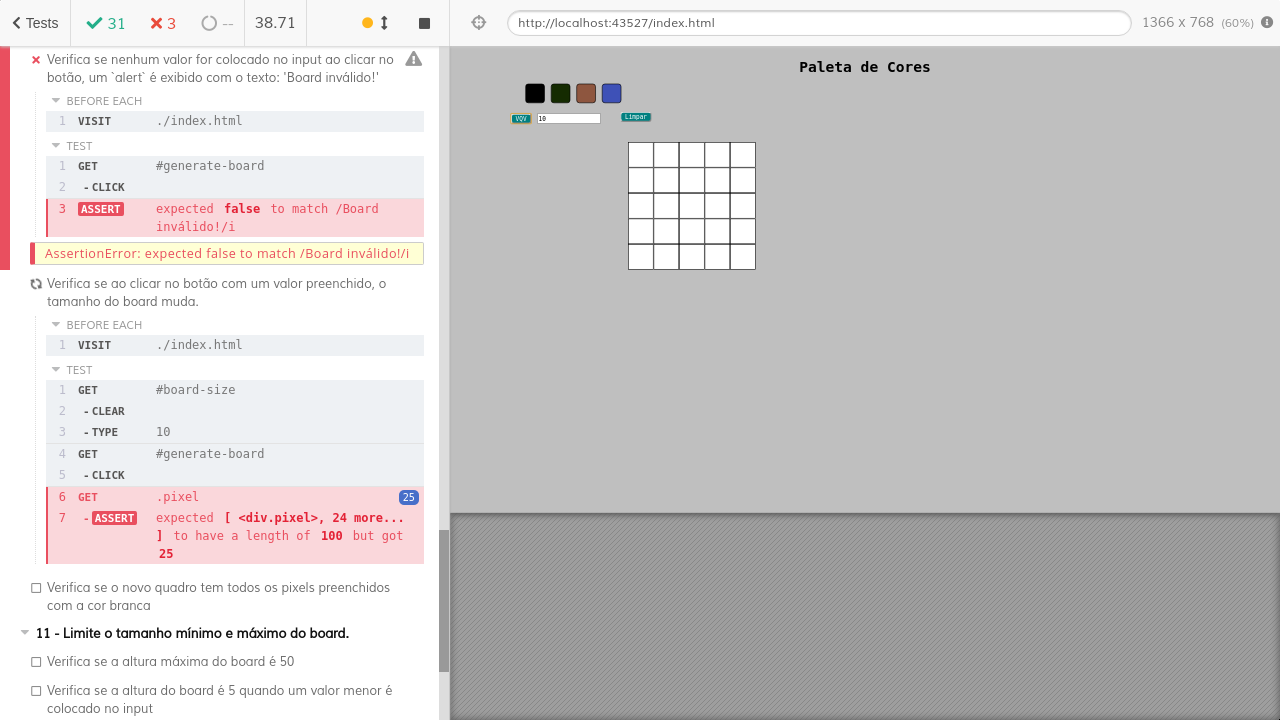 Tests 31 3 -- 38.71
http://localhost:43527/index.html 1366 x 768 (60%)
Verifica se nenhum valor for colocado no input ao clicar no
botão, um `alert` é exibido com o texto: 'Board inválido!'
BEFORE EACH
1 VISIT ./index.html
TEST
1 GET #generate-board
2 -CLICK
3 ASSERT expected false to match /Board
inválido!/i
AssertionError: expected false to match /Board inválido!/i
Verifica se ao clicar no botão com um valor preenchido, o
tamanho do board muda.
BEFORE EACH
1 VISIT ./index.html
TEST
1 GET #board-size
2 -CLEAR
3 -TYPE 10
4 GET #generate-board
5 -CLICK
6 GET .pixel 25
7 -ASSERT expected [ <div.pixel>, 24 more...
] to have a length of 100 but got
25
Verifica se o novo quadro tem todos os pixels preenchidos
com a cor branca
11 - Limite o tamanho mínimo e máximo do board.
Verifica se a altura máxima do board é 50
Verifica se a altura do board é 5 quando um valor menor é
colocado no input
Paleta de Cores
VQV 10 Limpar